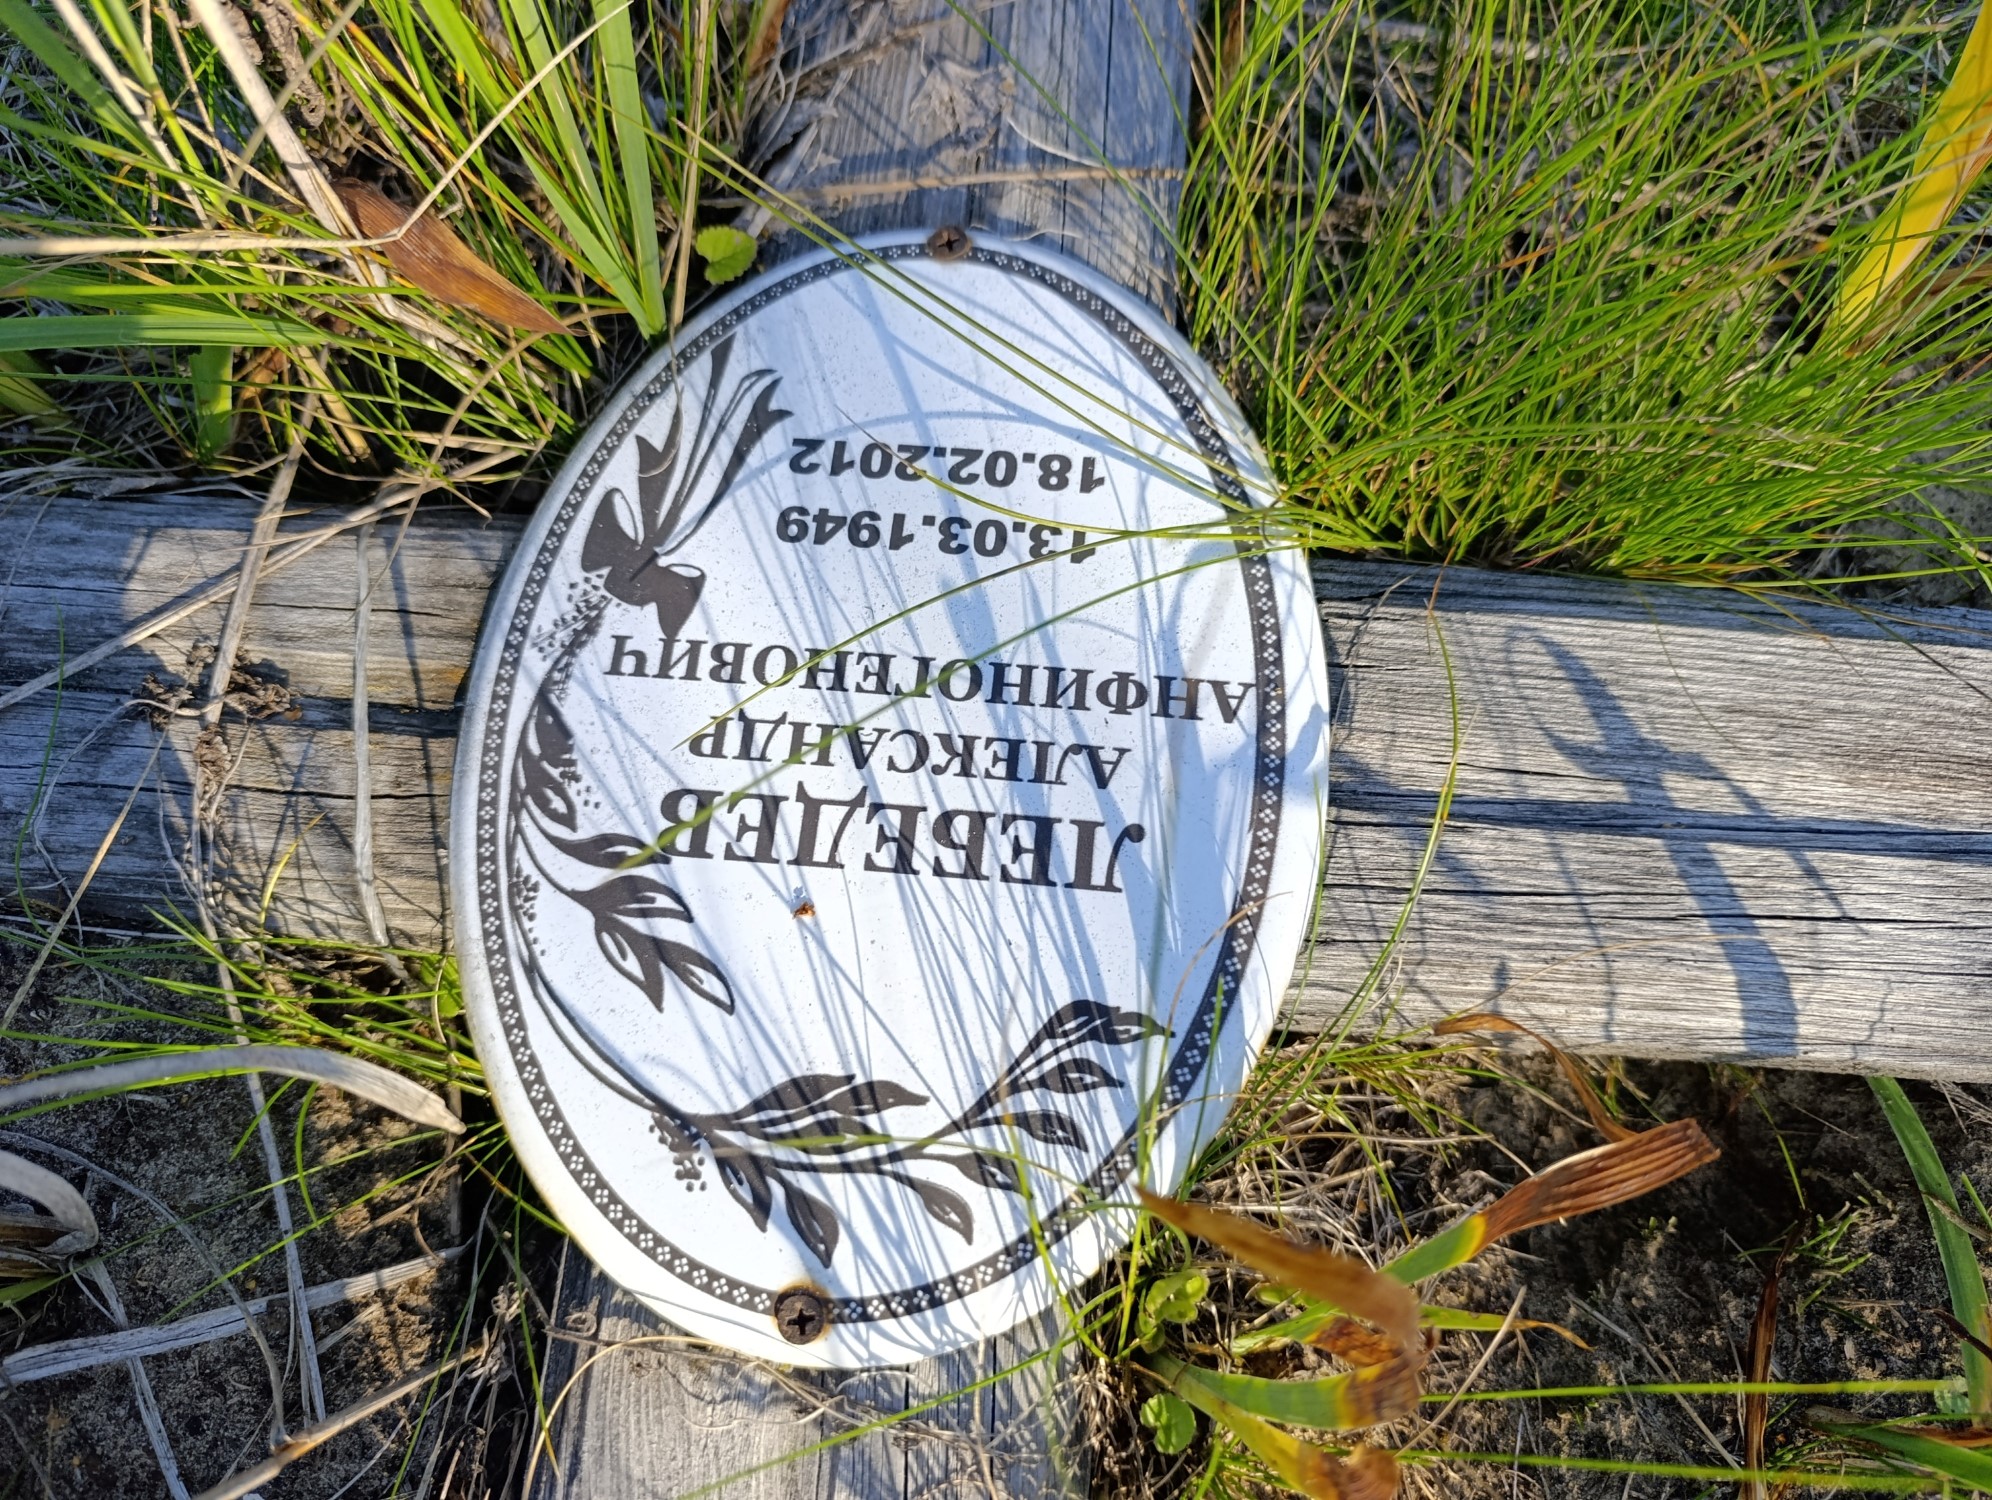 ЛЕБЕДЕВ
АЛЕКСАНДР
АНФИНОГЕНОВИЧ
13.03.1949
18.02.2012